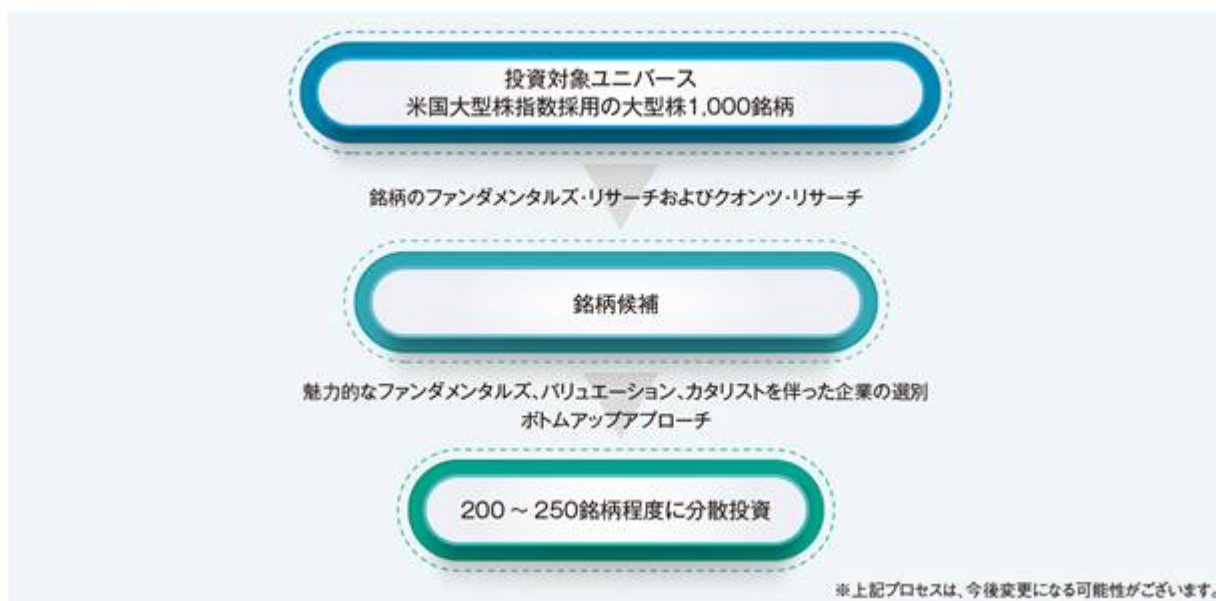 投資対象ユニバース
米国大型株指数採用の大型株1,000銘柄
銘柄のファンダメンタルズ・リサーチおよびクオンツ・リサーチ
銘柄候補
魅力的なファンダメンタルズ、バリュエーション、カタリストを伴った企業の選別
ボトムアップアプローチ
200 ～ 250銘柄程度に分散投資
※上記プロセスは、今後変更になる可能性がございます。